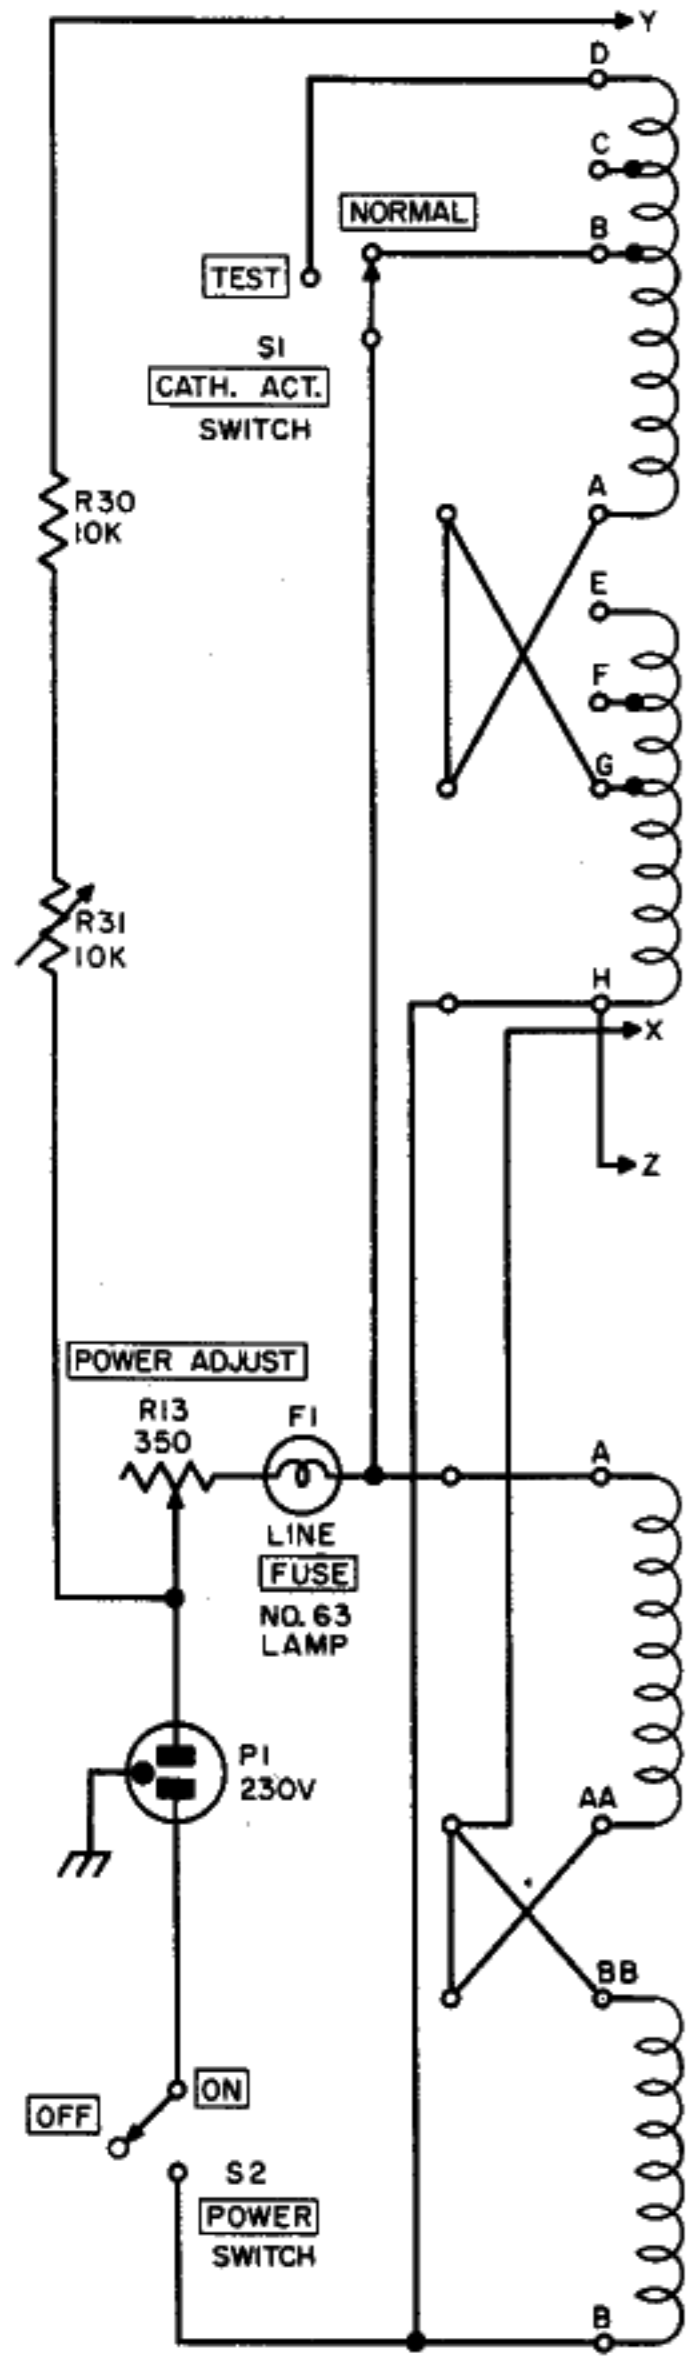 Y
D
C
NORMAL
B
TEST
S1
CATH. ACT.
SWITCH
A
R30
10K
E
F
G
R31
10K
H
X
Z
POWER ADJUST
R13
350
F1
A
LINE
FUSE
NO. 63
LAMP
P1
230V
AA
BB
ON
OFF
S2
POWER
SWITCH
B